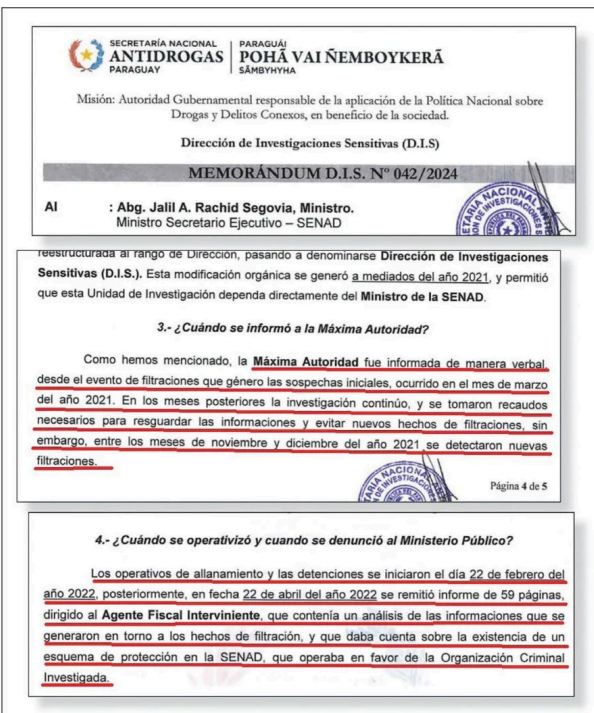 SECRETARÍA NACIONAL
ANTIDROGAS
PARAGUAY
PARAGUÁI
POHÃ VAI ÑEMBOYKERÃ
SÃMBYHYHA
Misión: Autoridad Gubernamental responsable de la aplicación de la Política Nacional sobre
Drogas y Delitos Conexos, en beneficio de la sociedad.
Dirección de Investigaciones Sensitivas (D.I.S)
MEMORÁNDUM D.I.S. Nº 042/2024
Al : Abg. Jalil A. Rachid Segovia, Ministro.
Ministro Secretario Ejecutivo – SENAD
reestructurada al rango de Dirección, pasando a denominarse Dirección de Investigaciones
Sensitivas (D.I.S.). Esta modificación orgánica se generó a mediados del año 2021, y permitió
que esta Unidad de Investigación dependa directamente del Ministro de la SENAD.
3.- ¿Cuándo se informó a la Máxima Autoridad?
Como hemos mencionado, la Máxima Autoridad fue informada de manera verbal,
desde el evento de filtraciones que género las sospechas iniciales, ocurrido en el mes de marzo
del año 2021. En los meses posteriores la investigación continúo, y se tomaron recaudos
necesarios para resguardar las informaciones y evitar nuevos hechos de filtraciones, sin
embargo, entre los meses de noviembre y diciembre del año 2021 se detectaron nuevas
filtraciones.
Página 4 de 5
4.- ¿Cuándo se operativizó y cuando se denunció al Ministerio Público?
Los operativos de allanamiento y las detenciones se iniciaron el día 22 de febrero del
año 2022, posteriormente, en fecha 22 de abril del año 2022 se remitió informe de 59 páginas,
dirigido al Agente Fiscal Interviniente, que contenía un análisis de las informaciones que se
generaron en torno a los hechos de filtración, y que daba cuenta sobre la existencia de un
esquema de protección en la SENAD, que operaba en favor de la Organización Criminal
Investigada.